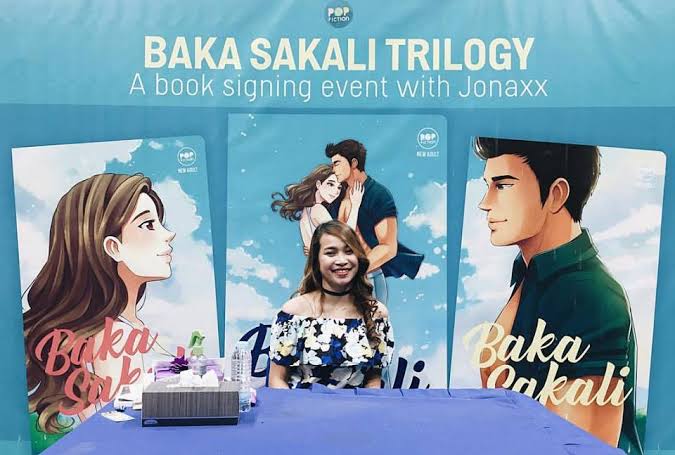 POP
FICTION
BAKA SAKALI TRILOGY
A book signing event with Jonaxx
POP
FICTION
NEW ADULT
POP
FICTION
NEW ADULT
Baka
Baka
Sakali